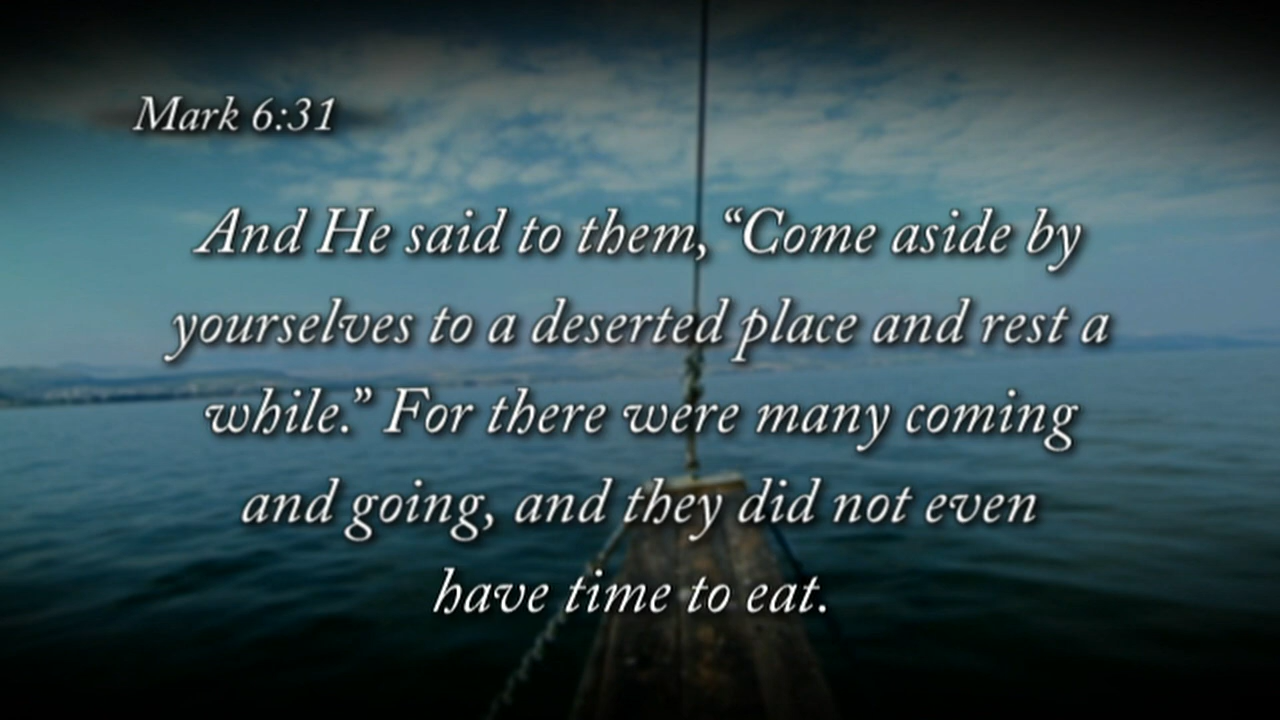 Mark 6:31
And He said to them, “Come aside by
yourselves to a deserted place and rest a
while.” For there were many coming
and going, and they did not even
have time to eat.